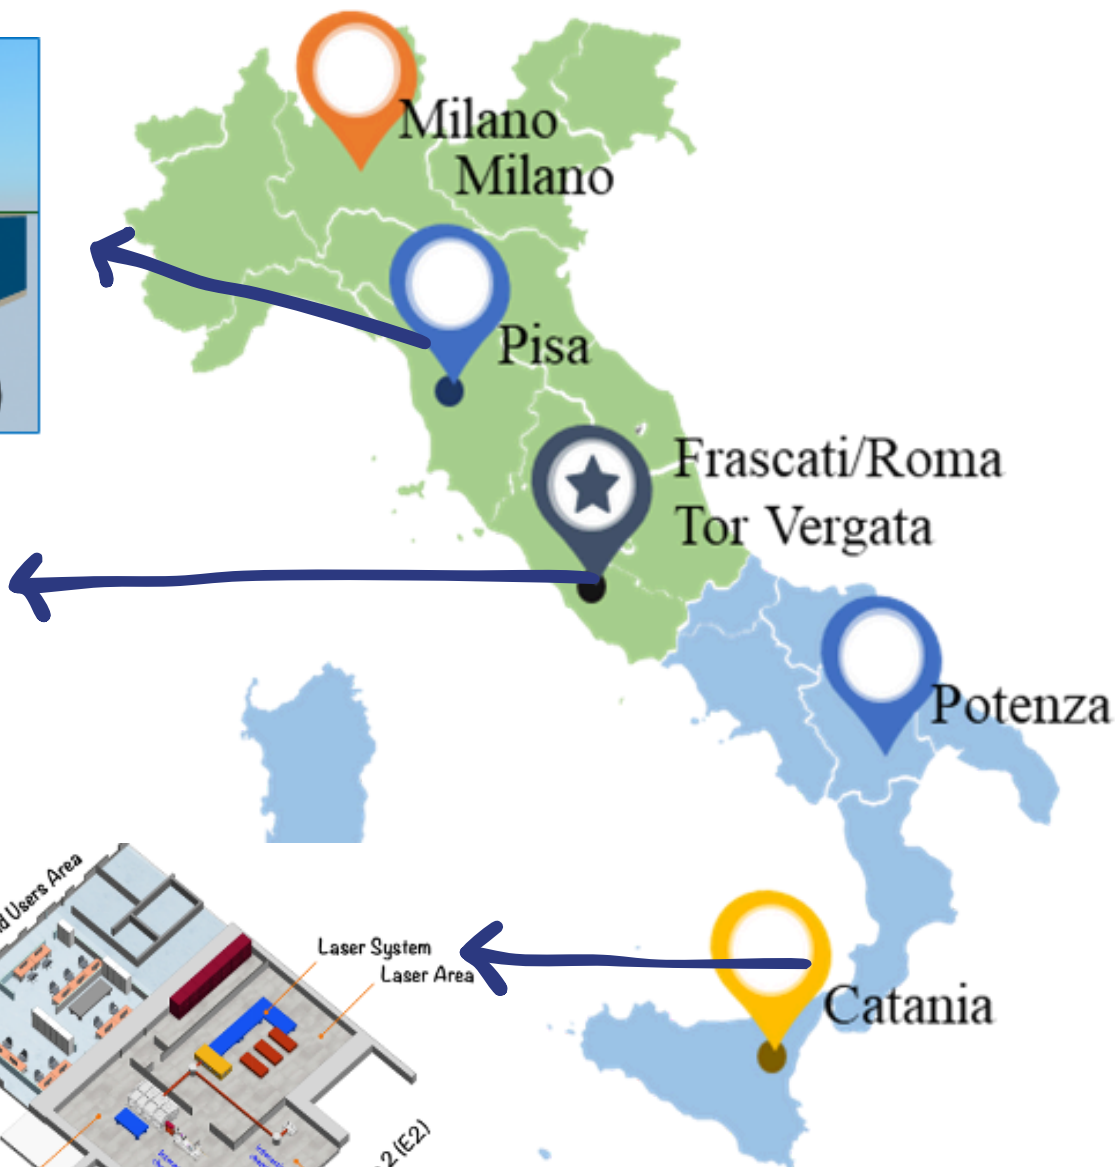 Milano
Milano
Pisa
Frascati/Roma
Tor Vergata
Potenza
Users Area
Laser System
Laser Area
Catania
2 (E2)